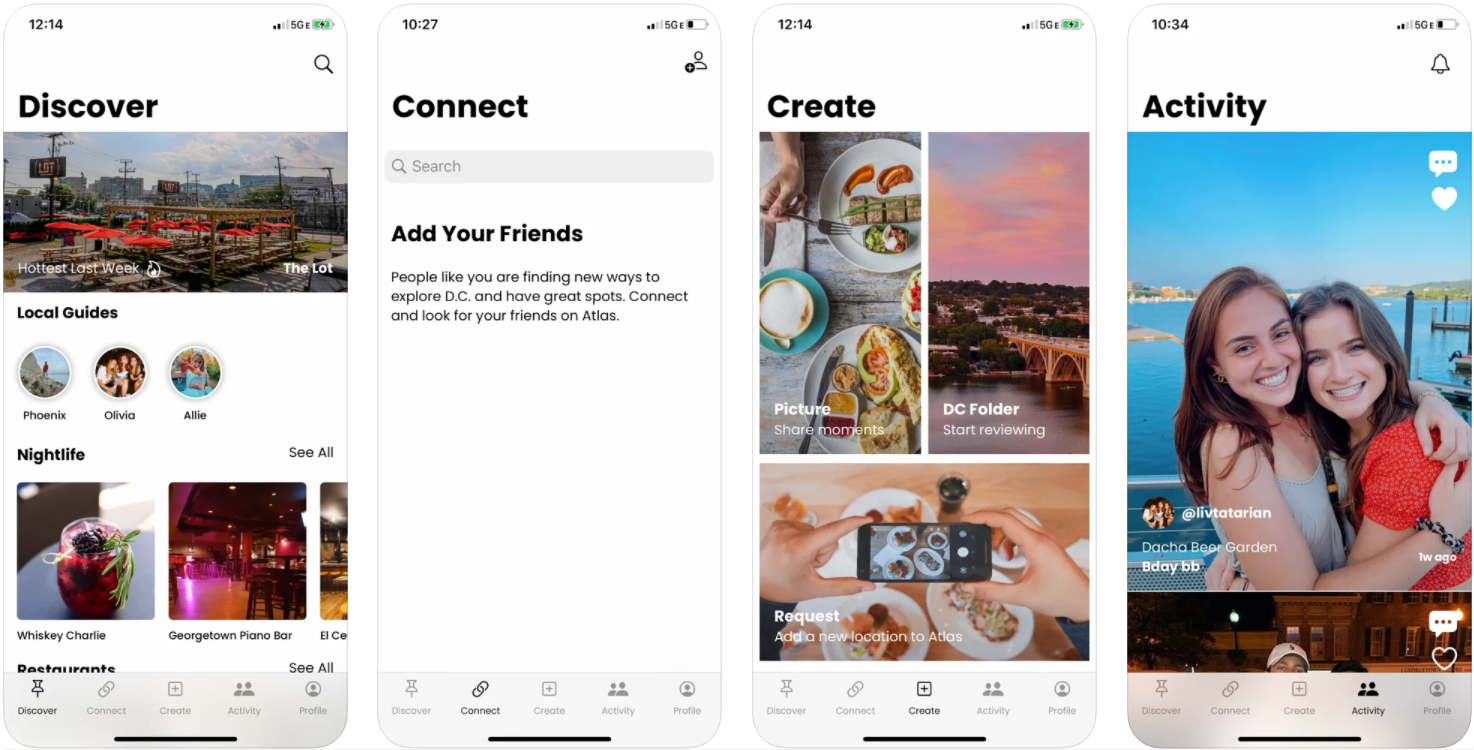 12:14
5G E
Discover
LOT
LOT
Hottest Last Week
The Lot
Local Guides
Phoenix
Olivia
Allie
Nightlife
See All
Whiskey Charlie
Georgetown Piano Bar
El Ce
Restaurants
See All
Discover
Connect
Create
Activity
Profile
10:27
5G E
Connect
Search
Add Your Friends
People like you are finding new ways to
explore D.C. and have great spots. Connect
and look for your friends on Atlas.
Discover
Connect
Create
Activity
Profile
12:14
5G E
Create
Picture
Share moments
DC Folder
Start reviewing
Request
Add a new location to Atlas
Discover
Connect
Create
Activity
Profile
10:34
5G E
Activity
@livtatarian
Dacha Beer Garden
Bday bb
1w ago
Discover
Connect
Create
Activity
Profile